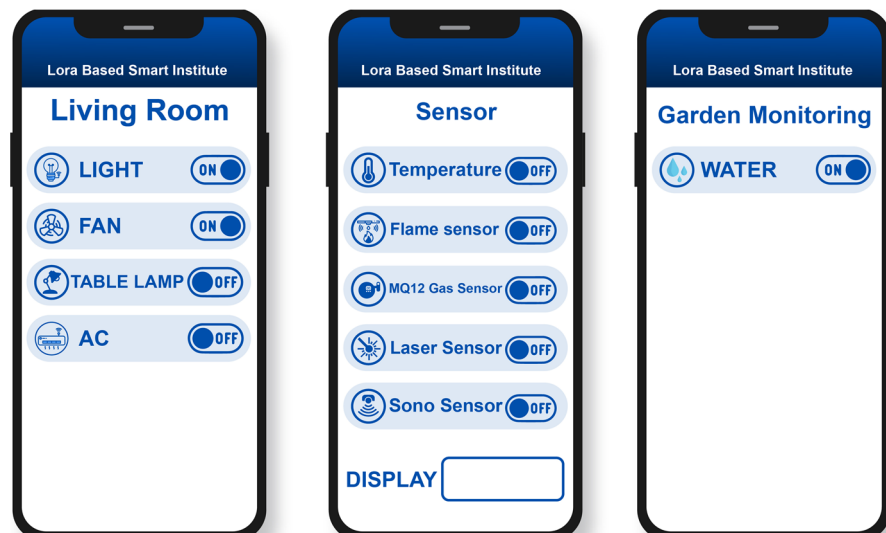 Lora Based Smart Institute
Living Room
LIGHT ON
FAN ON
TABLE LAMP OFF
AC OFF
Lora Based Smart Institute
Sensor
Temperature OFF
Flame sensor OFF
MQ12 Gas Sensor OFF
Laser Sensor OFF
Sono Sensor OFF
DISPLAY
Lora Based Smart Institute
Garden Monitoring
WATER ON